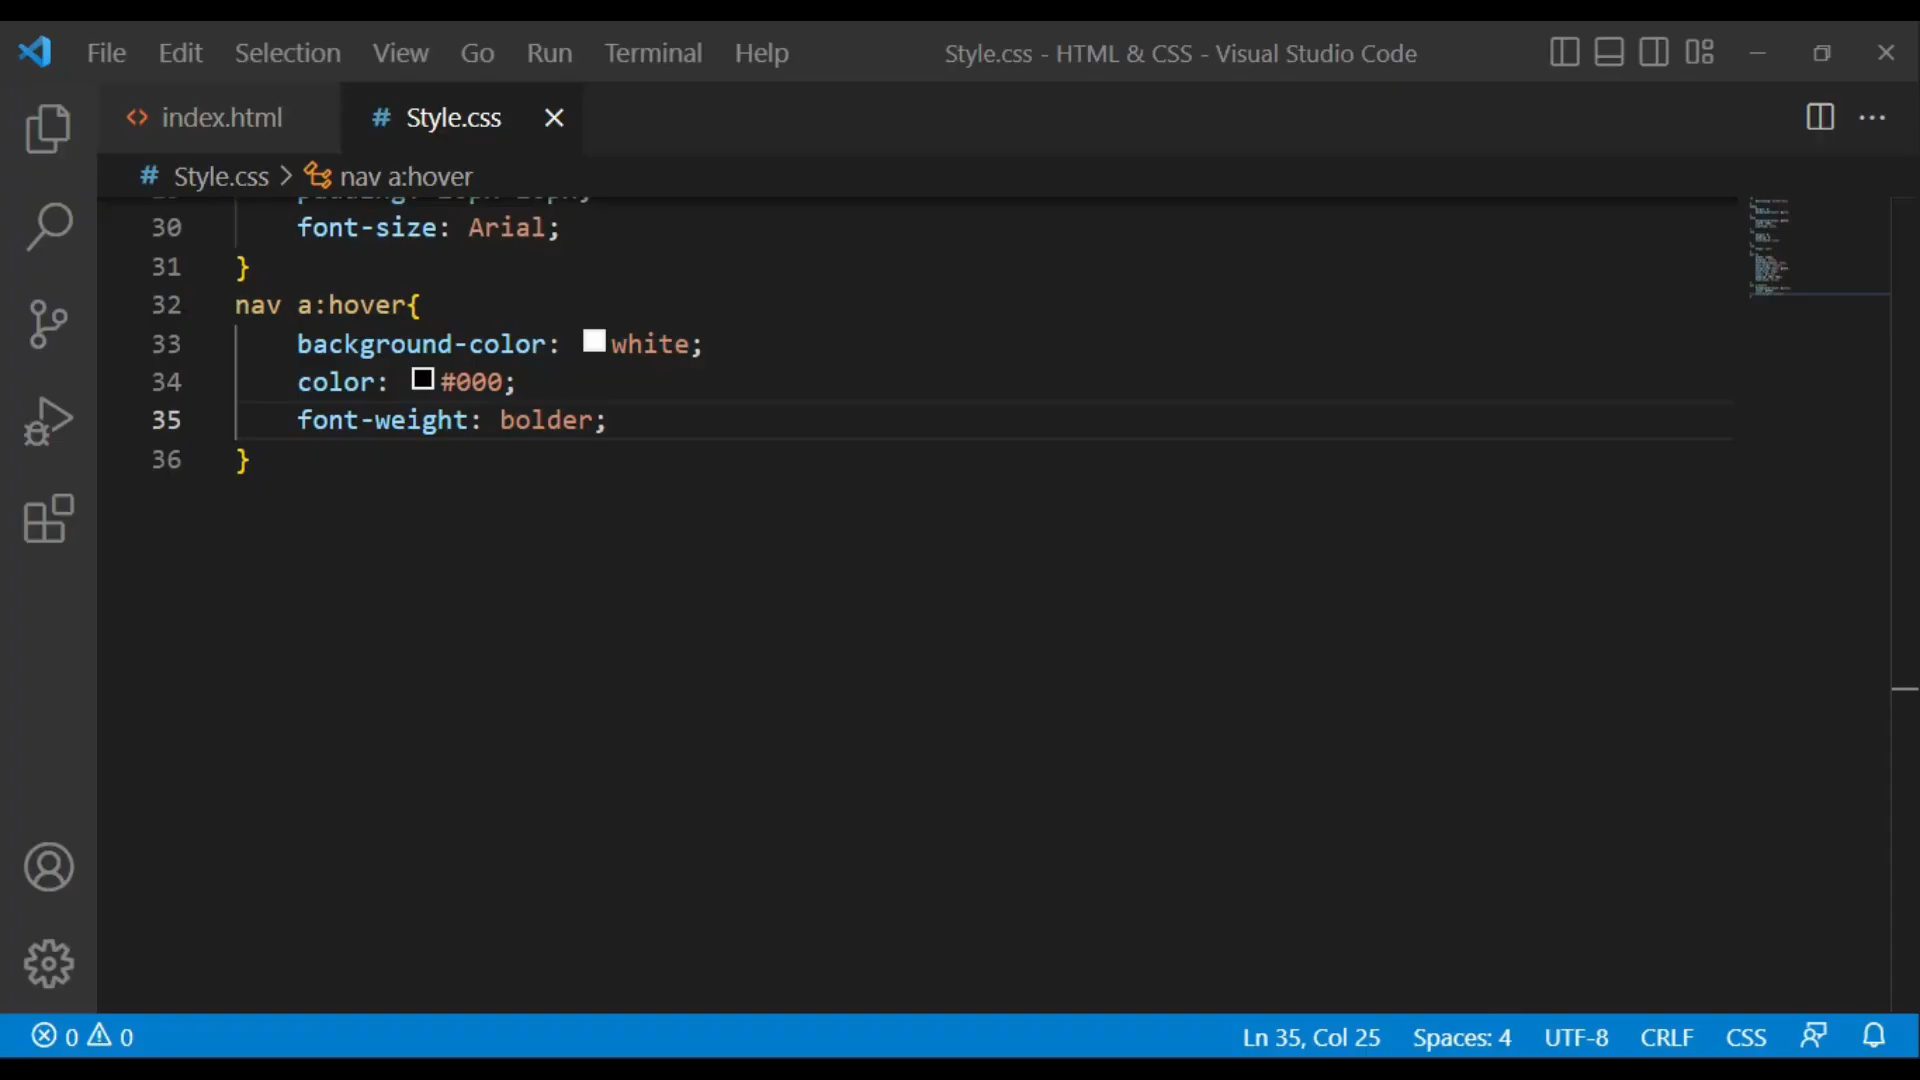 File Edit Selection View Go Run Terminal Help Style.css - HTML & CSS - Visual Studio Code
index.html # Style.css
# Style.css > nav a:hover
30 font-size: Arial;
31 }
32 nav a:hover{
33 background-color: white;
34 color: #000;
35 font-weight: bolder;
36 }
0 0 Ln 35, Col 25 Spaces: 4 UTF-8 CRLF CSS